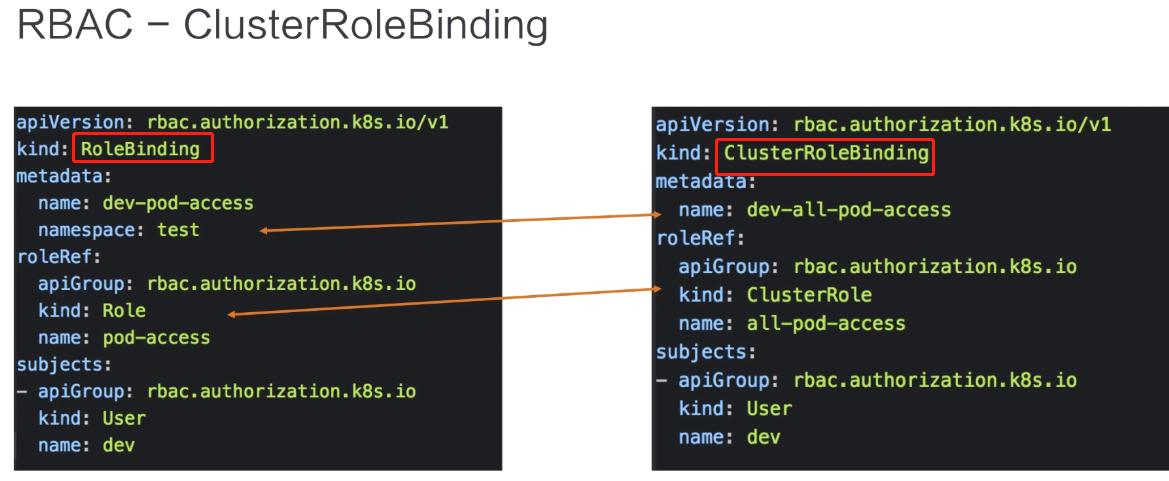 RBAC - ClusterRoleBinding
apiVersion: rbac.authorization.k8s.io/v1
kind: RoleBinding
metadata:
  name: dev-pod-access
  namespace: test
roleRef:
  apiGroup: rbac.authorization.k8s.io
  kind: Role
  name: pod-access
subjects:
- apiGroup: rbac.authorization.k8s.io
  kind: User
  name: dev
apiVersion: rbac.authorization.k8s.io/v1
kind: ClusterRoleBinding
metadata:
  name: dev-all-pod-access
roleRef:
  apiGroup: rbac.authorization.k8s.io
  kind: ClusterRole
  name: all-pod-access
subjects:
- apiGroup: rbac.authorization.k8s.io
  kind: User
  name: dev